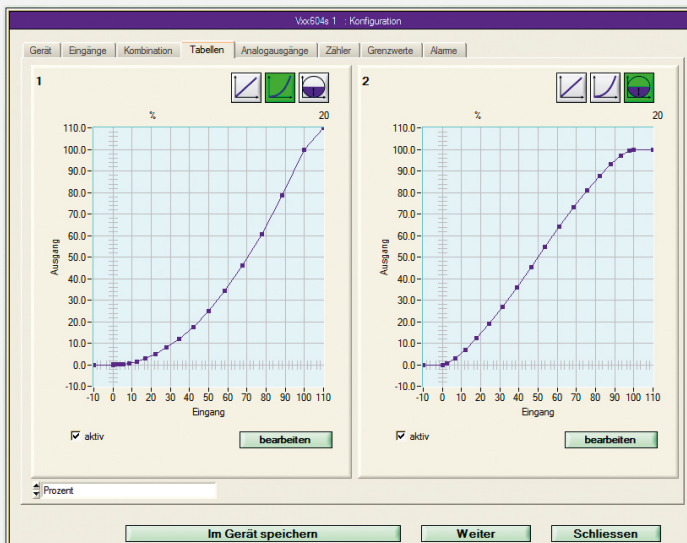 Vxx604s 1 : Konfiguration
Gerät Eingänge Kombination Tabellen Analogausgänge Zähler Grenzwerte Alarme
1
% 20
110.0
100.0
90.0
80.0
70.0
60.0
50.0
40.0
30.0
20.0
10.0
0.0
-10.0
Ausgang
-10 0 10 20 30 40 50 60 70 80 90 100 110
Eingang
aktiv
bearbeiten
2
% 20
110.0
100.0
90.0
80.0
70.0
60.0
50.0
40.0
30.0
20.0
10.0
0.0
-10.0
Ausgang
-10 0 10 20 30 40 50 60 70 80 90 100 110
Eingang
aktiv
bearbeiten
Prozent
Im Gerät speichern Weiter Schliessen